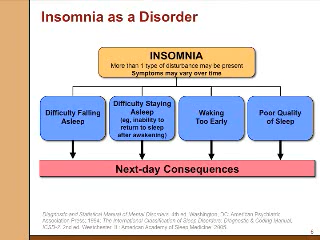 Insomnia as a Disorder
INSOMNIA
More than 1 type of disturbance may be present
Symptoms may vary over time
Difficulty Falling
Asleep
Difficulty Staying
Asleep
(eg, inability to
return to sleep
after awakening)
Waking
Too Early
Poor Quality
of Sleep
Next-day Consequences
Diagnostic and Statistical Manual of Mental Disorders. 4th ed. Washington, DC: American Psychiatric
Association Press; 1994; The International Classification of Sleep Disorders: Diagnostic & Coding Manual,
ICSD-2. 2nd ed. Westchester, IL: American Academy of Sleep Medicine; 2005.